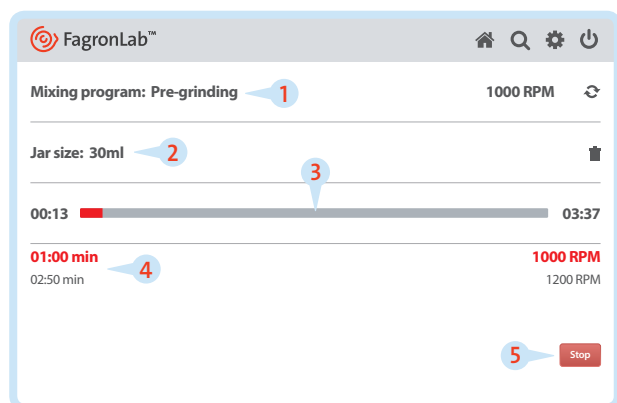 FagronLab™
Mixing program: Pre-grinding 1 1000 RPM
Jar size: 30ml 2
3
00:13 03:37
01:00 min 1000 RPM
4
02:50 min 1200 RPM
5 Stop